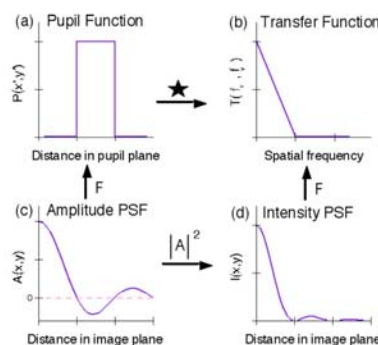 (a) Pupil Function
P(x',y')
Distance in pupil plane
(b) Transfer Function
Spatial frequency
F
F
(c) Amplitude PSF
A(x,y)
0
Distance in image plane
|A|²
(d) Intensity PSF
I(x,y)
Distance in image plane